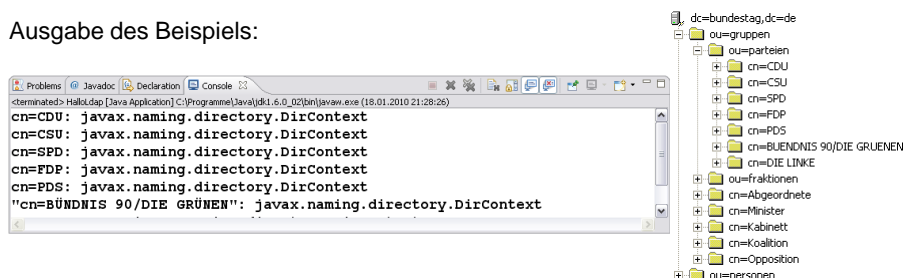 Ausgabe des Beispiels:
Problems @ Javadoc Declaration Console
<terminated> HalloLdap [Java Application] C:\Programme\Java\jdk1.6.0_02\bin\javaw.exe (18.01.2010 21:28:26)
cn=CDU: javax.naming.directory.DirContext
cn=CSU: javax.naming.directory.DirContext
cn=SPD: javax.naming.directory.DirContext
cn=FDP: javax.naming.directory.DirContext
cn=PDS: javax.naming.directory.DirContext
"cn=BÜNDNIS 90/DIE GRÜNEN": javax.naming.directory.DirContext
dc=bundestag,dc=de
ou=gruppen
ou=parteien
cn=CDU
cn=CSU
cn=SPD
cn=FDP
cn=PDS
cn=BUENDNIS 90/DIE GRUENEN
cn=DIE LINKE
ou=fraktionen
cn=Abgeordnete
cn=Minister
cn=Kabinett
cn=Koalition
cn=Opposition
ou=personen